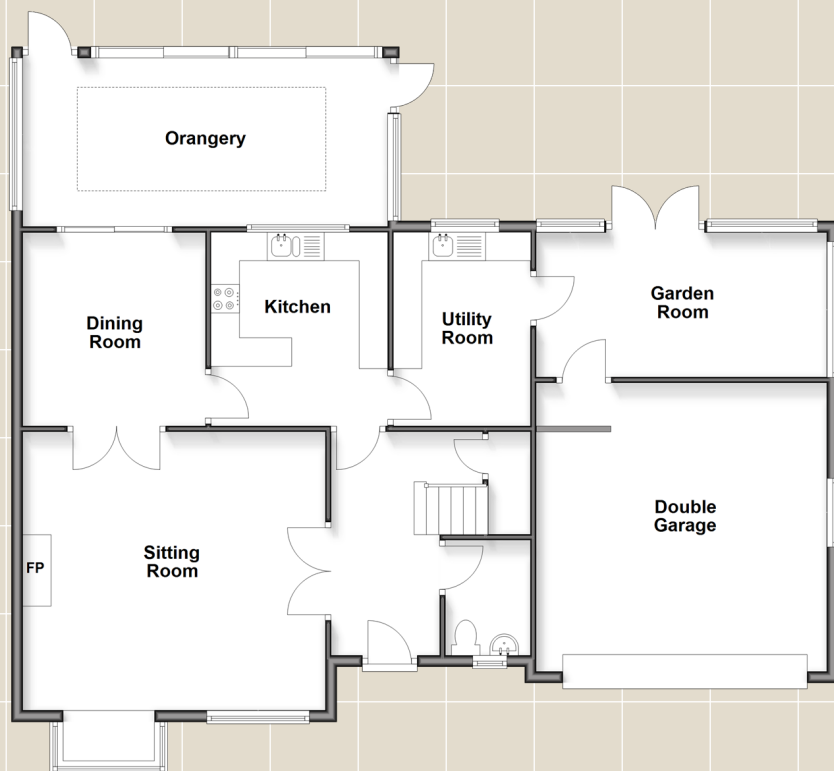 Orangery
Dining
Room
Kitchen
Utility
Room
Garden
Room
Sitting
Room
FP
Double
Garage